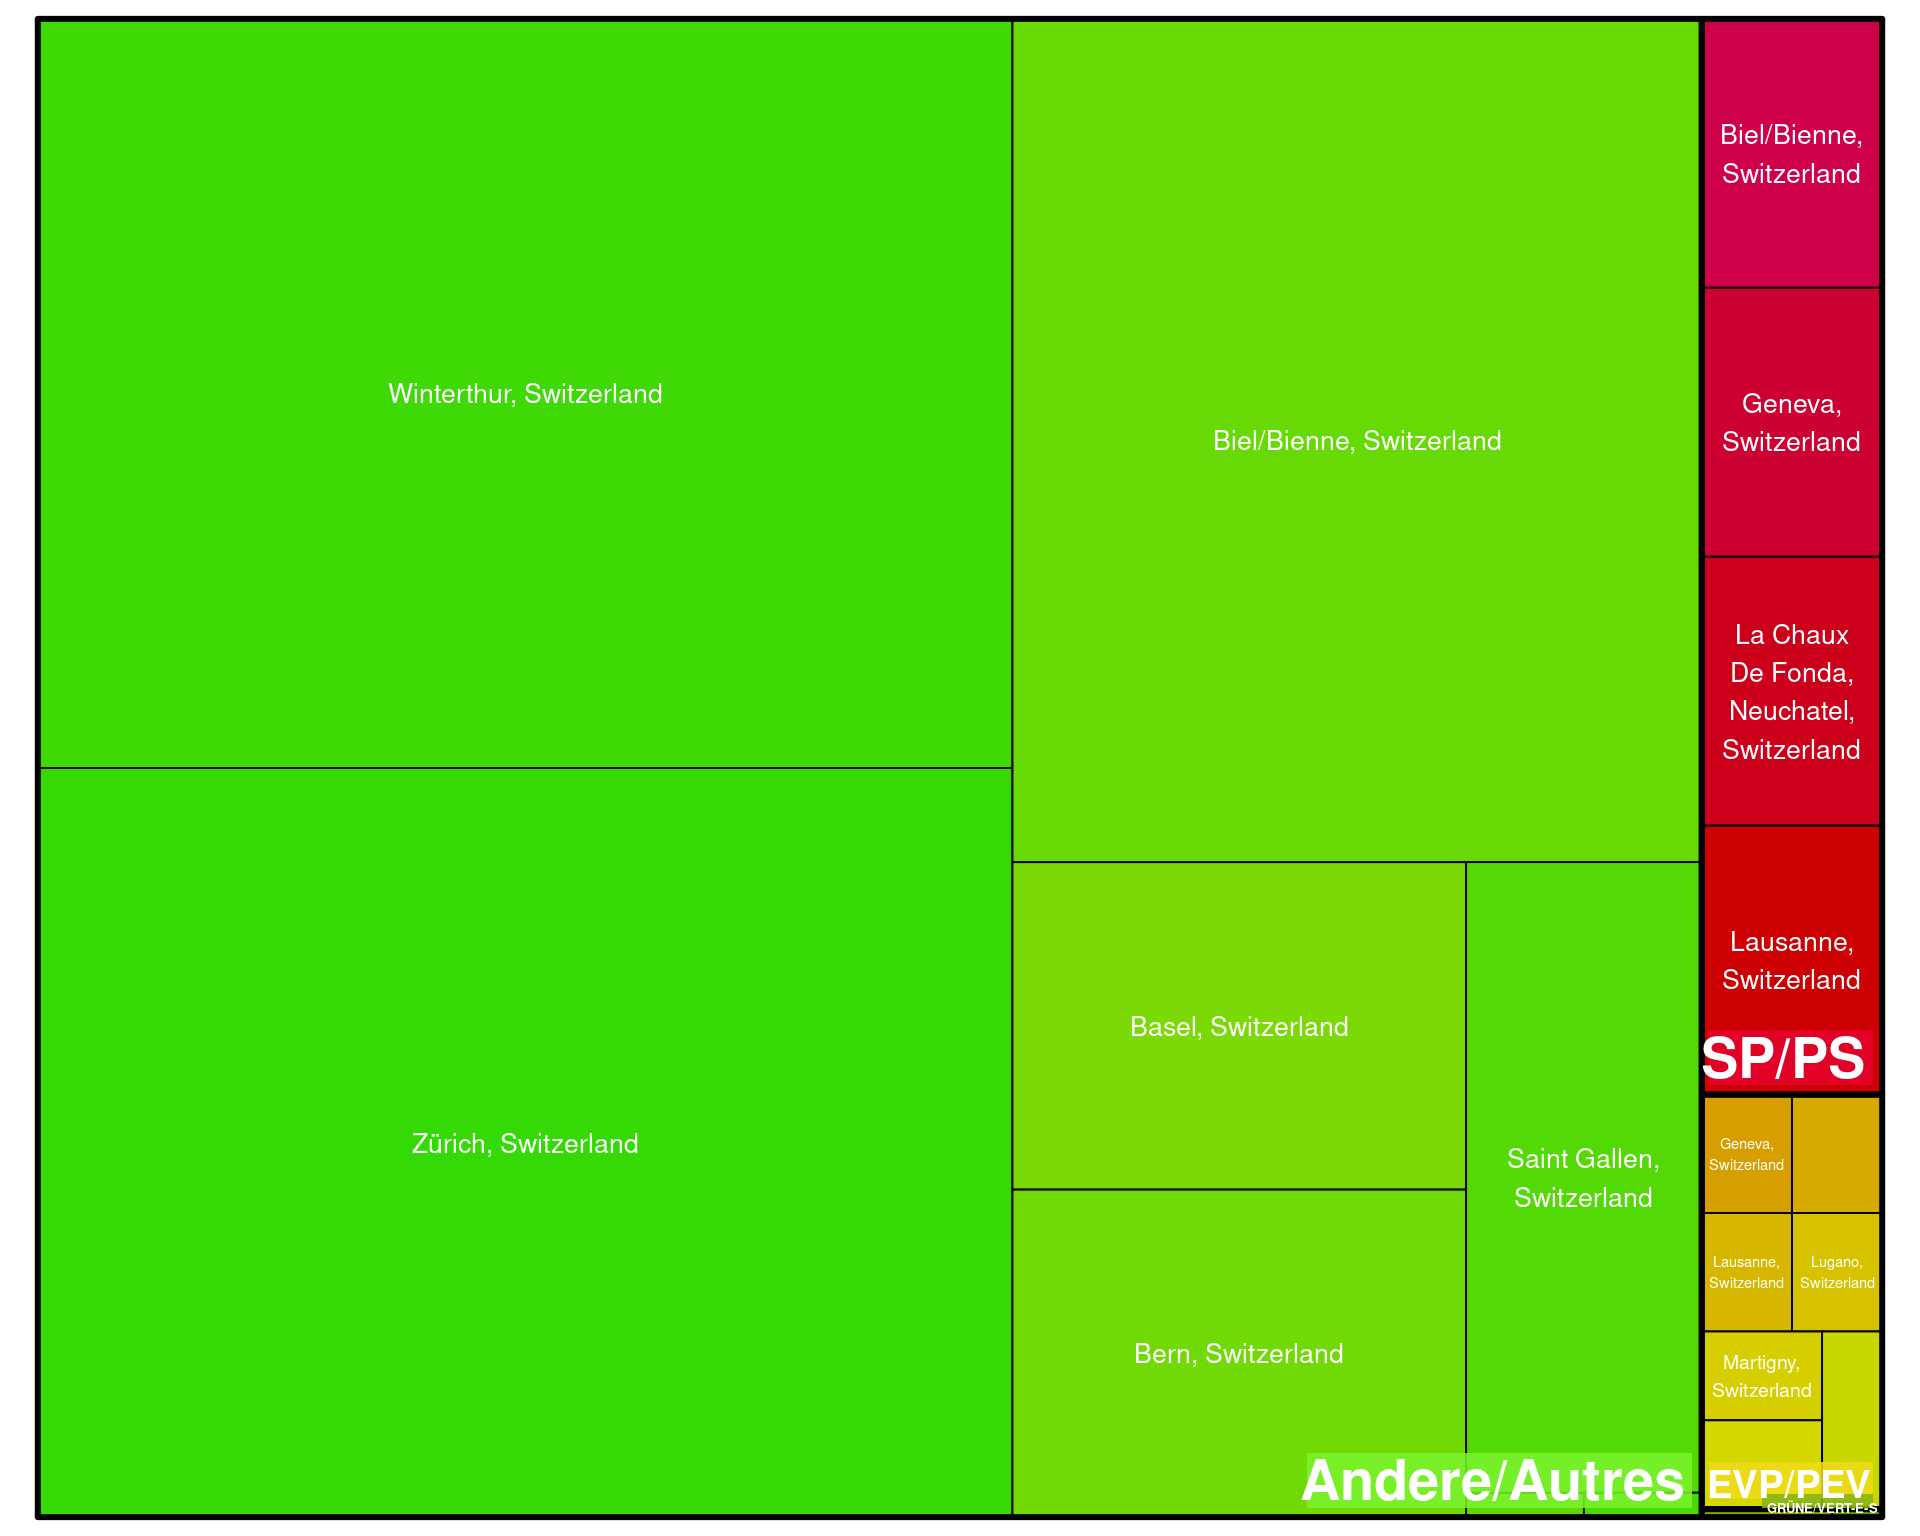 Winterthur, Switzerland
Zürich, Switzerland
Biel/Bienne, Switzerland
Basel, Switzerland
Bern, Switzerland
Saint Gallen,
Switzerland
Andere/Autres
Biel/Bienne,
Switzerland
Geneva,
Switzerland
La Chaux
De Fonda,
Neuchatel,
Switzerland
Lausanne,
Switzerland
SP/PS
Geneva,
Switzerland
Lausanne,
Switzerland
Lugano,
Switzerland
Martigny,
Switzerland
EVP/PEV
GRÜNE/VERT-E-S